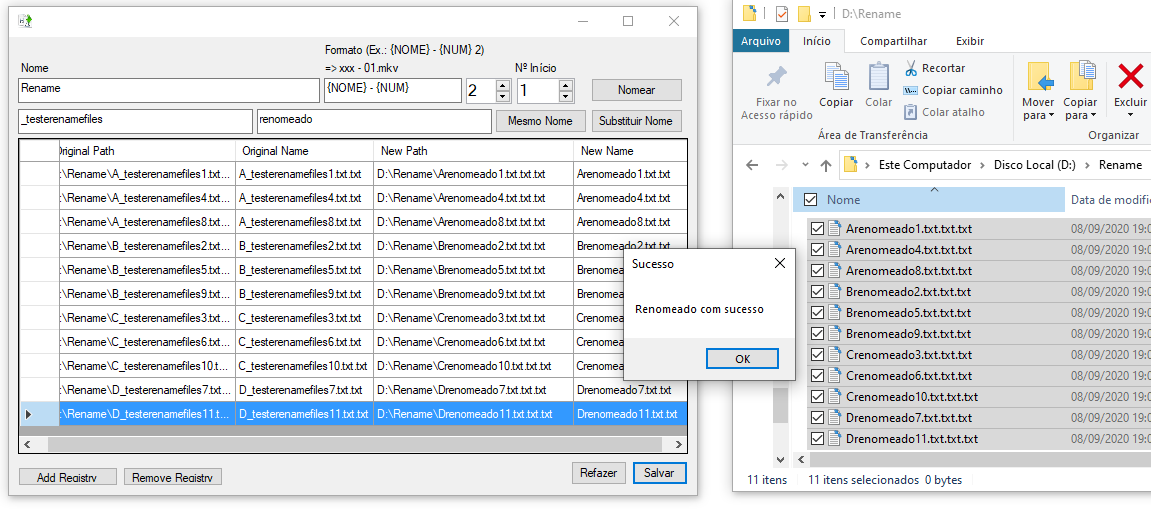 Formato (Ex.: {NOME} - {NUM} 2)
Nome
=> xxx - 01.mkv
Nº Início
Rename
{NOME} - {NUM}
2
1
Nomear
_testerenamefiles
renomeado
Mesmo Nome
Substituir Nome
Original Path Original Name New Path New Name
:\Rename\A_testerenamefiles1.txt... A_testerenamefiles1.txt.txt D:\Rename\Arenomeado1.txt.txt.txt Arenomeado1.txt.txt
:\Rename\A_testerenamefiles4.txt... A_testerenamefiles4.txt.txt D:\Rename\Arenomeado4.txt.txt.txt Arenomeado4.txt.txt
:\Rename\A_testerenamefiles8.txt... A_testerenamefiles8.txt.txt D:\Rename\Arenomeado8.txt.txt.txt Arenomeado8.txt.txt
:\Rename\B_testerenamefiles2.txt... B_testerenamefiles2.txt.txt D:\Rename\Brenomeado2.txt.txt.txt Brenomeado2.txt.txt
:\Rename\B_testerenamefiles5.txt... B_testerenamefiles5.txt.txt D:\Rename\Brenomeado5.txt.txt.txt Brenome
:\Rename\B_testerenamefiles9.txt... B_testerenamefiles9.txt.txt D:\Rename\Brenomeado9.txt.txt.txt Brenome
:\Rename\C_testerenamefiles3.txt... C_testerenamefiles3.txt.txt D:\Rename\Crenomeado3.txt.txt.txt Crenome
:\Rename\C_testerenamefiles6.txt... C_testerenamefiles6.txt.txt D:\Rename\Crenomeado6.txt.txt.txt Crenome
:\Rename\C_testerenamefiles10.tx... C_testerenamefiles10.txt.txt D:\Rename\Crenomeado10.txt.txt.txt Crenome
:\Rename\D_testerenamefiles7.txt... D_testerenamefiles7.txt.txt D:\Rename\Drenomeado7.txt.txt.txt Drenomeado7.txt.txt
:\Rename\D_testerenamefiles11.tx... D_testerenamefiles11.txt.txt D:\Rename\Drenomeado11.txt.txt.txt Drenomeado11.txt.txt
Add Registry
Remove Registry
Refazer
Salvar
Sucesso
Renomeado com sucesso
OK
D:\Rename
Arquivo Início Compartilhar Exibir
Fixar no
Acesso rápido
Copiar
Colar
Recortar
Copiar caminho
Colar atalho
Mover
para
Copiar
para
Excluir
Área de Transferência
Organizar
Este Computador > Disco Local (D:) > Rename
Nome Data de modific
Arenomeado1.txt.txt.txt 08/09/2020 19:0
Arenomeado4.txt.txt.txt 08/09/2020 19:0
Arenomeado8.txt.txt.txt 08/09/2020 19:0
Brenomeado2.txt.txt.txt 08/09/2020 19:0
Brenomeado5.txt.txt.txt 08/09/2020 19:0
Brenomeado9.txt.txt.txt 08/09/2020 19:0
Crenomeado3.txt.txt.txt 08/09/2020 19:0
Crenomeado6.txt.txt.txt 08/09/2020 19:0
Crenomeado10.txt.txt.txt 08/09/2020 19:0
Drenomeado7.txt.txt.txt 08/09/2020 19:0
Drenomeado11.txt.txt.txt 08/09/2020 19:0
11 itens 11 itens selecionados 0 bytes